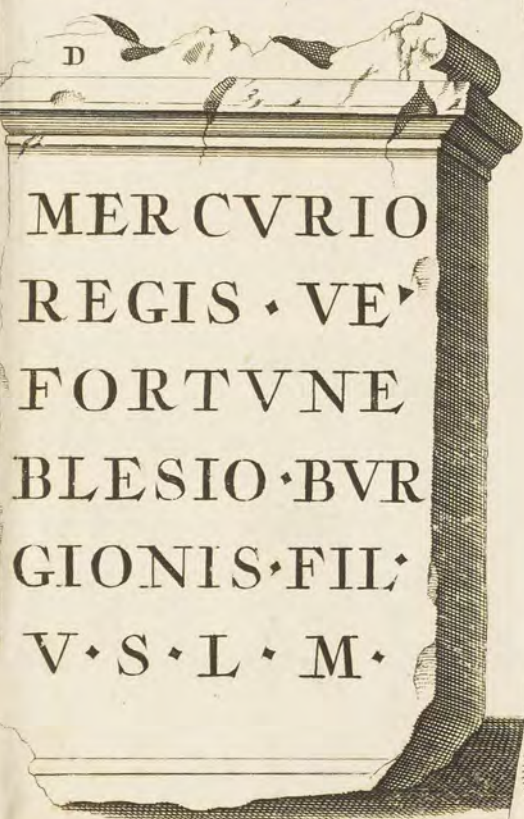 D
MERCVRIO
REGIS · VE
FORTVNE
BLESIO · BVR
GIONIS · FIL ·
V · S · L · M ·